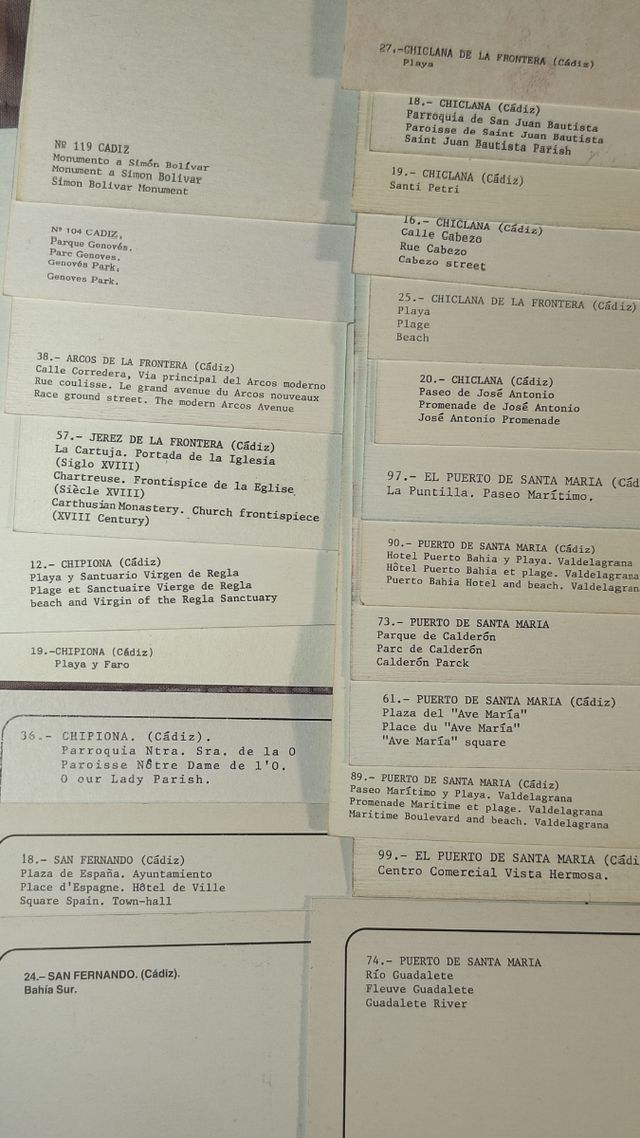 Nº 119 CADIZ
Monumento a Simón Bolívar
Monument a Simon Bolivar
Simon Bolivar Monument
Nº 104 CADIZ,
Parque Genovés.
Parc Genoves.
Genovés Park.
Genoves Park.
38.- ARCOS DE LA FRONTERA (Cádiz)
Calle Corredera, Via principal del Arcos moderno
Rue coulisse. Le grand avenue du Arcos nouveaux
Race ground street. The modern Arcos Avenue
57.- JEREZ DE LA FRONTERA (Cádiz)
La Cartuja. Portada de la Iglesia
(Siglo XVIII)
Chartreuse. Frontispice de la Eglise
(Siècle XVIII)
Carthusian Monastery. Church frontispiece
(XVIII Century)
12.- CHIPIONA (Cádiz)
Playa y Santuario Virgen de Regla
Plage et Sanctuaire Vierge de Regla
beach and Virgin of the Regla Sanctuary
19.-CHIPIONA (Cádiz)
Playa y Faro
36.- CHIPIONA. (Cádiz).
Parroquia Ntra. Sra. de la O
Paroisse Nôtre Dame de l'O.
O our Lady Parish.
18.- SAN FERNANDO (Cádiz)
Plaza de España. Ayuntamiento
Place d'Espagne. Hôtel de Ville
Square Spain. Town-hall
24.- SAN FERNANDO. (Cádiz).
Bahía Sur.
27.-CHICLANA DE LA FRONTERA (Cádiz)
Playa
18.- CHICLANA (Cádiz)
Parroquia de San Juan Bautista
Paroisse de Saint Juan Bautista
Saint Juan Bautista Parish
19.- CHICLANA (Cádiz)
Santi Petri
16.- CHICLANA (Cádiz)
Calle Cabezo
Rue Cabezo
Cabezo street
25.- CHICLANA DE LA FRONTERA (Cádiz)
Playa
Plage
Beach
20.- CHICLANA (Cádiz)
Paseo de José Antonio
Promenade de José Antonio
José Antonio Promenade
97.- EL PUERTO DE SANTA MARIA (Cád
La Puntilla. Paseo Marítimo.
90.- PUERTO DE SANTA MARIA (Cádiz)
Hotel Puerto Bahia y Playa. Valdelagrana
Hôtel Puerto Bahia et plage. Valdelagrana
Puerto Bahia Hotel and beach. Valdelagran
73.- PUERTO DE SANTA MARIA
Parque de Calderón
Parc de Calderón
Calderón Parck
61.- PUERTO DE SANTA MARIA (Cádiz)
Plaza del "Ave María"
Place du "Ave María"
"Ave María" square
89.- PUERTO DE SANTA MARIA (Cádiz)
Paseo Marítimo y Playa. Valdelagrana
Promenade Maritime et plage. Valdelagrana
Maritime Boulevard and beach. Valdelagrana
99.- EL PUERTO DE SANTA MARIA (Cádi
Centro Comercial Vista Hermosa.
74.- PUERTO DE SANTA MARIA
Río Guadalete
Fleuve Guadalete
Guadalete River